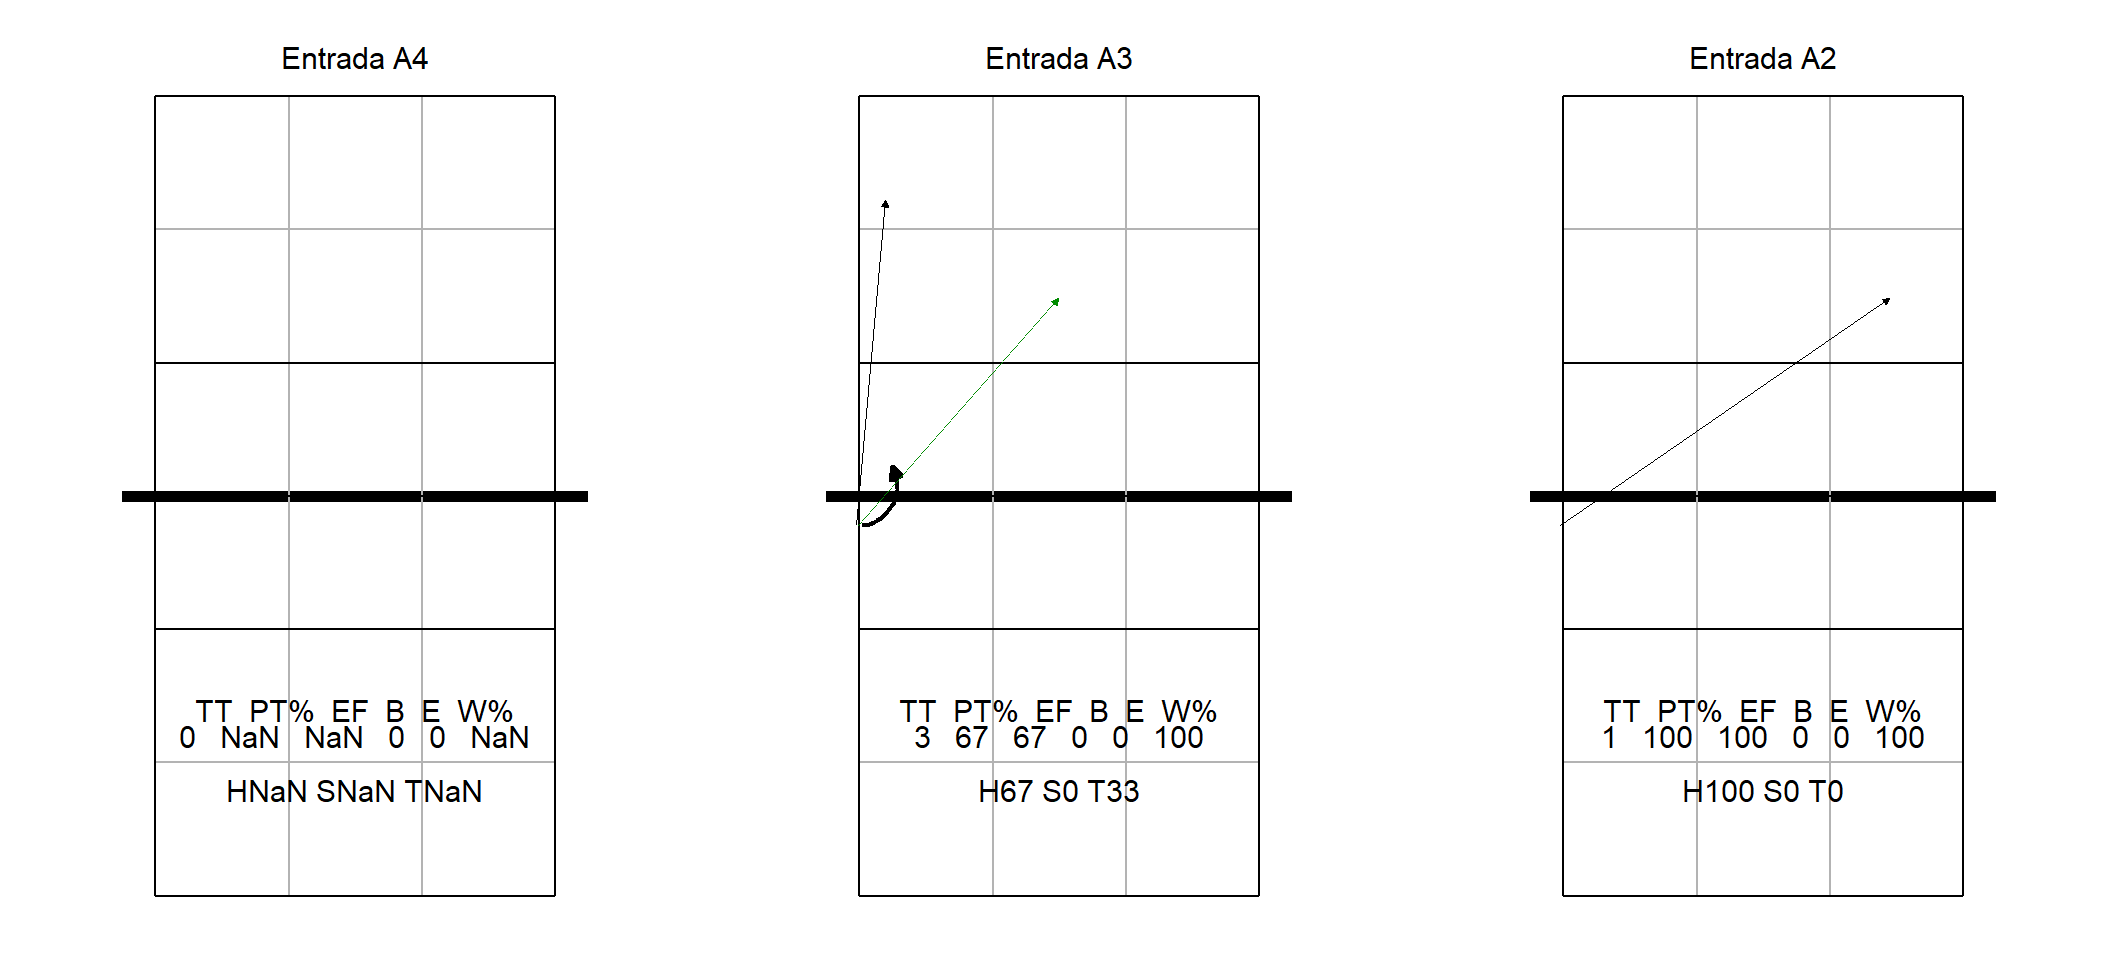 Entrada A4
TT PT% EF B E W%
0 NaN NaN 0 0 NaN
HNaN SNaN TNaN
Entrada A3
TT PT% EF B E W%
3 67 67 0 0 100
H67 S0 T33
Entrada A2
TT PT% EF B E W%
1 100 100 0 0 100
H100 S0 T0